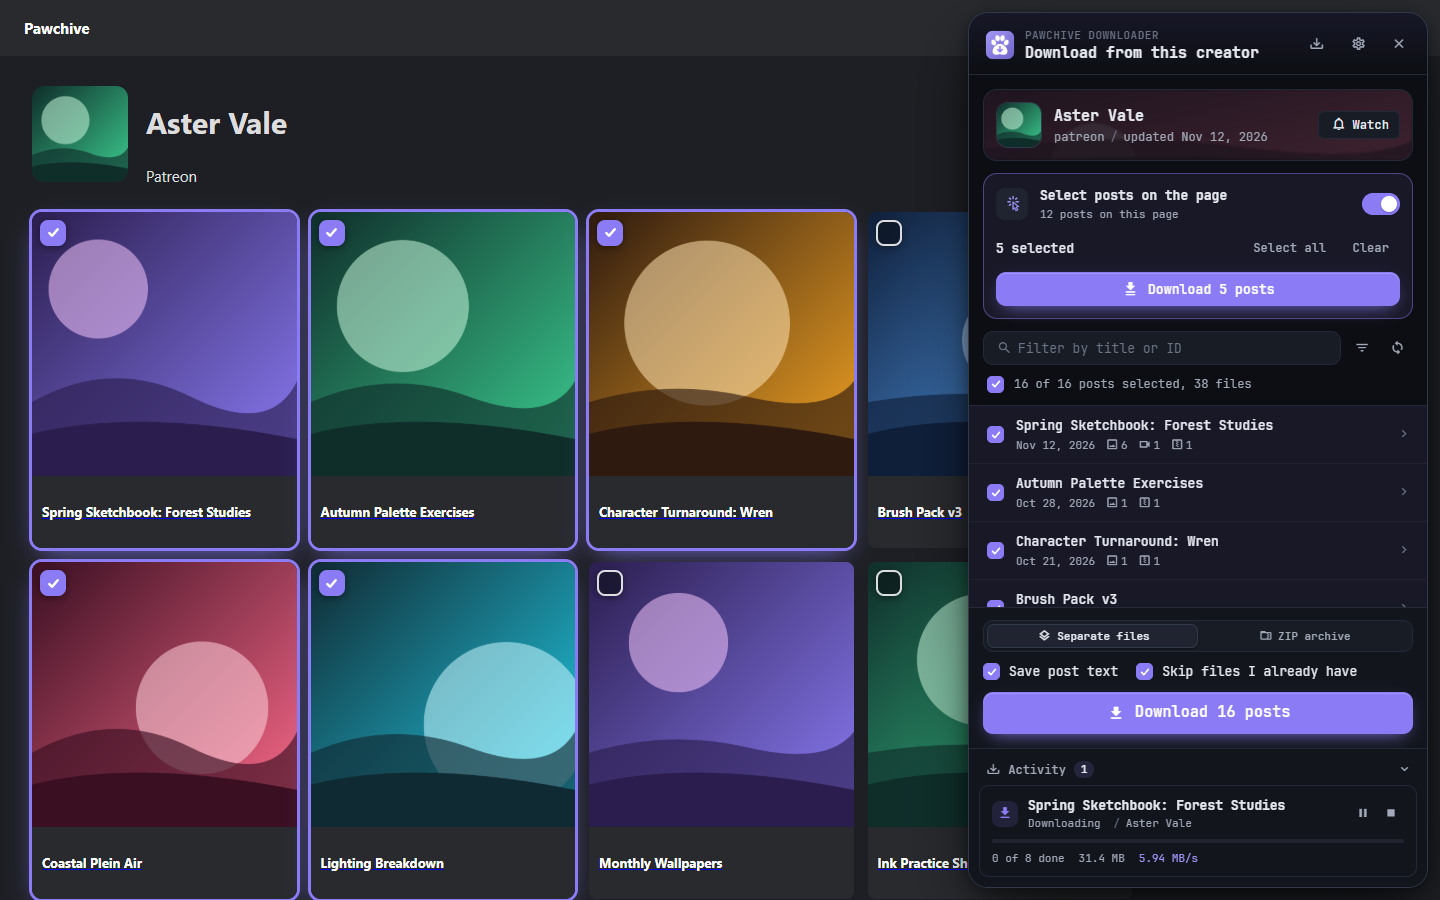 Pawchive
Aster Vale
Patreon
Spring Sketchbook: Forest Studies
Autumn Palette Exercises
Character Turnaround: Wren
Brush Pack v3
Coastal Plein Air
Lighting Breakdown
Monthly Wallpapers
Ink Practice Sh
PAWCHIVE DOWNLOADER
Download from this creator
Aster Vale
patreon / updated Nov 12, 2026
Watch
Select posts on the page
12 posts on this page
5 selected
Select all
Clear
Download 5 posts
Filter by title or ID
16 of 16 posts selected, 38 files
Spring Sketchbook: Forest Studies
Nov 12, 2026 6 1 1
Autumn Palette Exercises
Oct 28, 2026 1 1
Character Turnaround: Wren
Oct 21, 2026 1 1
Brush Pack v3
Separate files
ZIP archive
Save post text
Skip files I already have
Download 16 posts
Activity 1
Spring Sketchbook: Forest Studies
Downloading / Aster Vale
0 of 8 done 31.4 MB 5.94 MB/s